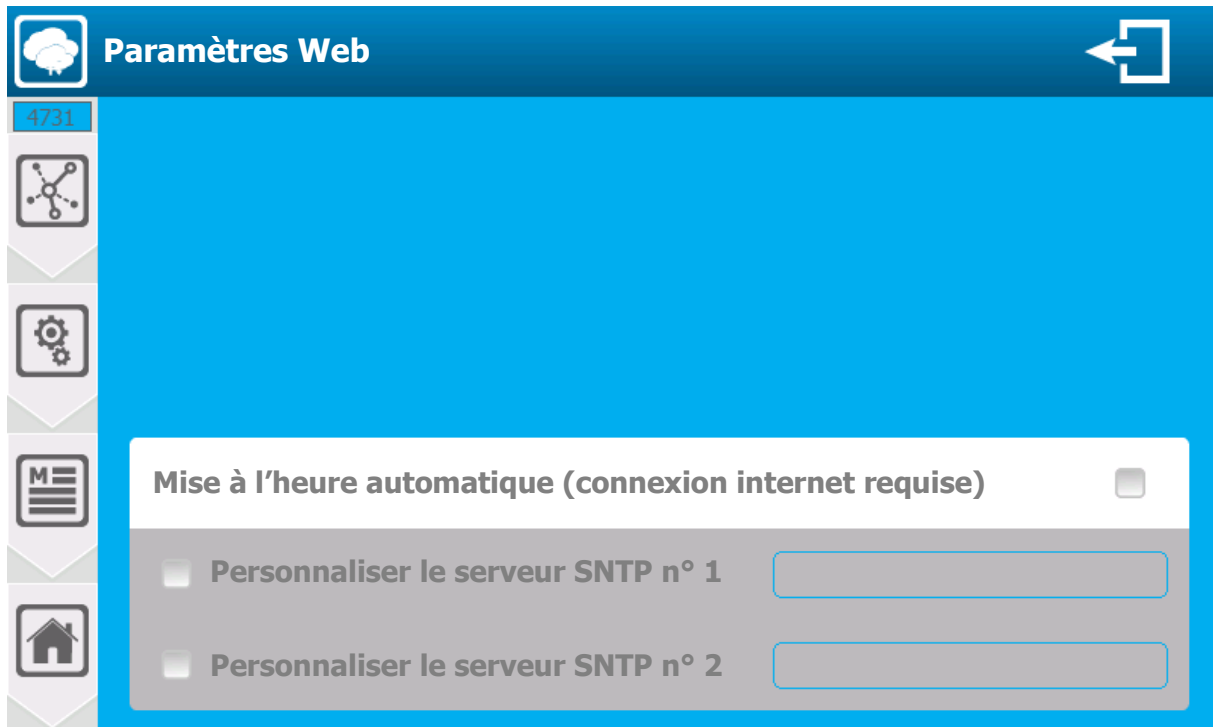 Paramètres Web
4731
M
Mise à l’heure automatique (connexion internet requise)
Personnaliser le serveur SNTP n° 1
Personnaliser le serveur SNTP n° 2